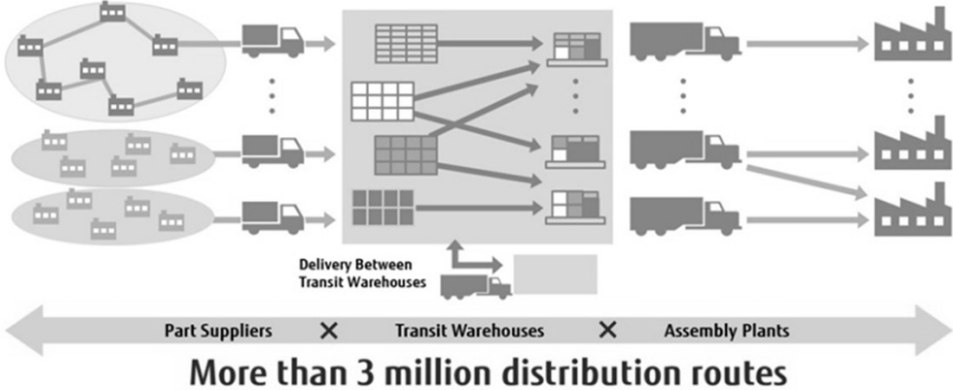 Delivery Between
Transit Warehouses
Part Suppliers × Transit Warehouses × Assembly Plants
More than 3 million distribution routes